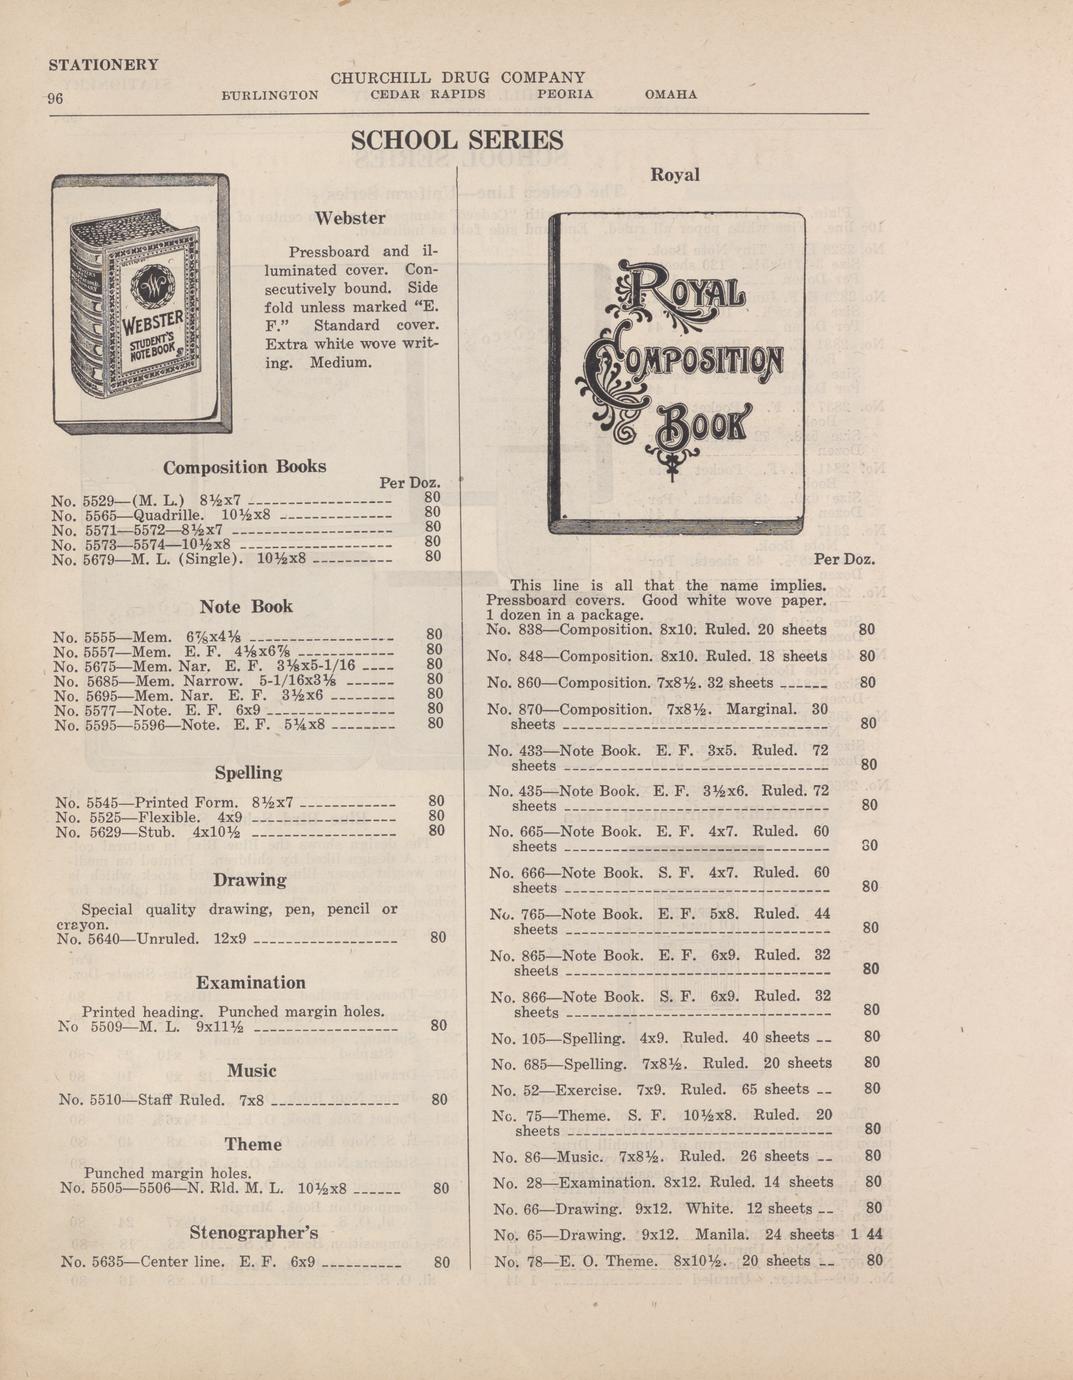 STATIONERY
CHURCHILL DRUG COMPANY
96 BURLINGTON CEDAR RAPIDS PEORIA OMAHA
SCHOOL SERIES
WEBSTER
STUDENT'S
NOTE BOOK
Webster
Pressboard and il-
luminated cover. Con-
secutively bound. Side
fold unless marked “E.
F.” Standard cover.
Extra white wove writ-
ing. Medium.
Composition Books
Per Doz.
No. 5529—(M. L.) 8½x7 ------------------ 80
No. 5565—Quadrille. 10½x8 -------------- 80
No. 5571—5572—8½x7 -------------------- 80
No. 5573—5574—10½x8 ------------------- 80
No. 5679—M. L. (Single). 10½x8 ---------- 80
Note Book
No. 5555—Mem. 6⅞x4⅛ ------------------ 80
No. 5557—Mem. E. F. 4⅛x6⅞ ------------ 80
No. 5675—Mem. Nar. E. F. 3⅛x5-1/16 ---- 80
No. 5685—Mem. Narrow. 5-1/16x3⅛ ------ 80
No. 5695—Mem. Nar. E. F. 3½x6 -------- 80
No. 5577—Note. E. F. 6x9 ---------------- 80
No. 5595—5596—Note. E. F. 5¼x8 -------- 80
Spelling
No. 5545—Printed Form. 8½x7 ------------ 80
No. 5525—Flexible. 4x9 ------------------ 80
No. 5629—Stub. 4x10½ ------------------ 80
Drawing
Special quality drawing, pen, pencil or
crayon.
No. 5640—Unruled. 12x9 ------------------ 80
Examination
Printed heading. Punched margin holes.
No 5509—M. L. 9x11½ ------------------ 80
Music
No. 5510—Staff Ruled. 7x8 ---------------- 80
Theme
Punched margin holes.
No. 5505—5506—N. Rld. M. L. 10½x8 ------ 80
Stenographer's
No. 5635—Center line. E. F. 6x9 ---------- 80
Royal
ROYAL
COMPOSITION
BOOK
Per Doz.
This line is all that the name implies.
Pressboard covers. Good white wove paper.
1 dozen in a package.
No. 838—Composition. 8x10. Ruled. 20 sheets 80
No. 848—Composition. 8x10. Ruled. 18 sheets 80
No. 860—Composition. 7x8½. 32 sheets ------ 80
No. 870—Composition. 7x8½. Marginal. 30
sheets --------------------------------- 80
No. 433—Note Book. E. F. 3x5. Ruled. 72
sheets --------------------------------- 80
No. 435—Note Book. E. F. 3½x6. Ruled. 72
sheets --------------------------------- 80
No. 665—Note Book. E. F. 4x7. Ruled. 60
sheets --------------------------------- 80
No. 666—Note Book. S. F. 4x7. Ruled. 60
sheets --------------------------------- 80
No. 765—Note Book. E. F. 5x8. Ruled. 44
sheets --------------------------------- 80
No. 865—Note Book. E. F. 6x9. Ruled. 32
sheets --------------------------------- 80
No. 866—Note Book. S. F. 6x9. Ruled. 32
sheets --------------------------------- 80
No. 105—Spelling. 4x9. Ruled. 40 sheets -- 80
No. 685—Spelling. 7x8½. Ruled. 20 sheets 80
No. 52—Exercise. 7x9. Ruled. 65 sheets -- 80
No. 75—Theme. S. F. 10½x8. Ruled. 20
sheets --------------------------------- 80
No. 86—Music. 7x8½. Ruled. 26 sheets -- 80
No. 28—Examination. 8x12. Ruled. 14 sheets 80
No. 66—Drawing. 9x12. White. 12 sheets -- 80
No. 65—Drawing. 9x12. Manila. 24 sheets 1 44
No. 78—E. O. Theme. 8x10½. 20 sheets -- 80